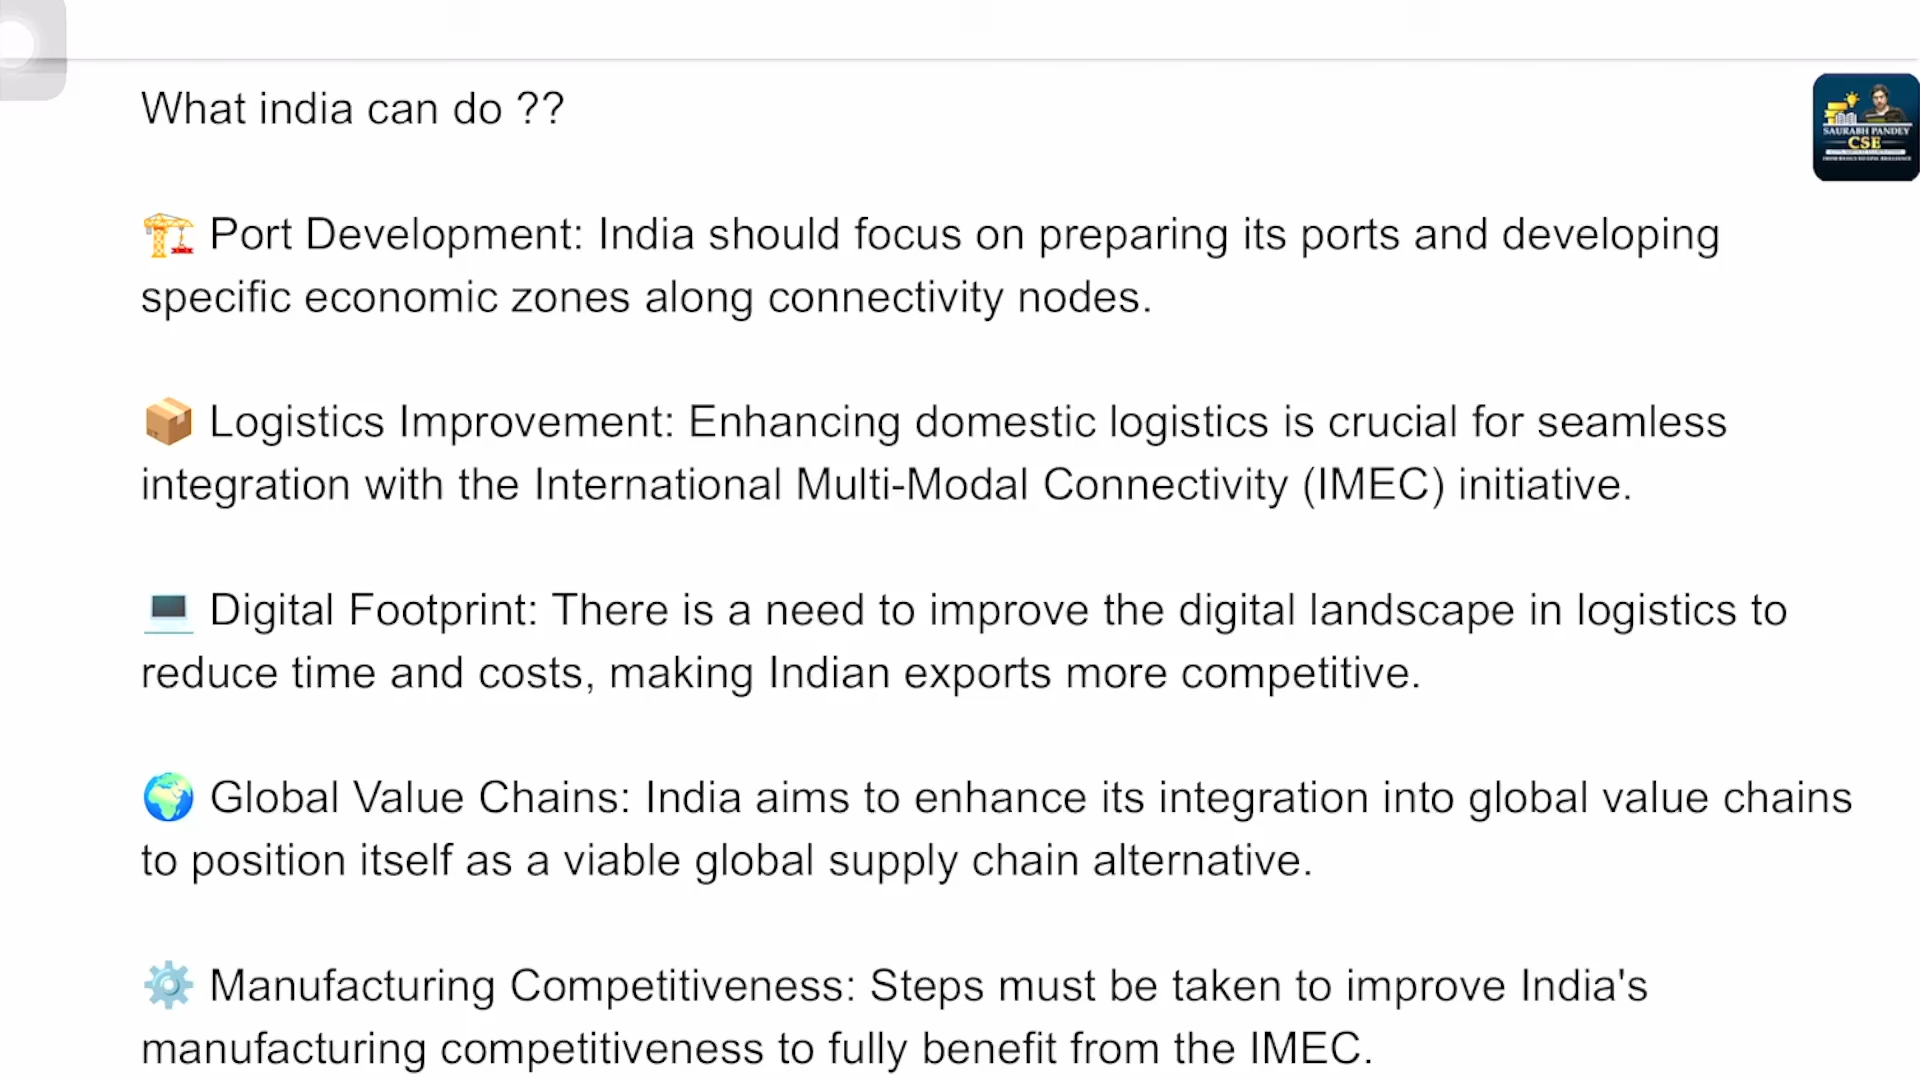 What india can do ??
SAURABH PANDEY
CSE
🏗️ Port Development: India should focus on preparing its ports and developing
specific economic zones along connectivity nodes.
📦 Logistics Improvement: Enhancing domestic logistics is crucial for seamless
integration with the International Multi-Modal Connectivity (IMEC) initiative.
💻 Digital Footprint: There is a need to improve the digital landscape in logistics to
reduce time and costs, making Indian exports more competitive.
🌍 Global Value Chains: India aims to enhance its integration into global value chains
to position itself as a viable global supply chain alternative.
⚙️ Manufacturing Competitiveness: Steps must be taken to improve India's
manufacturing competitiveness to fully benefit from the IMEC.